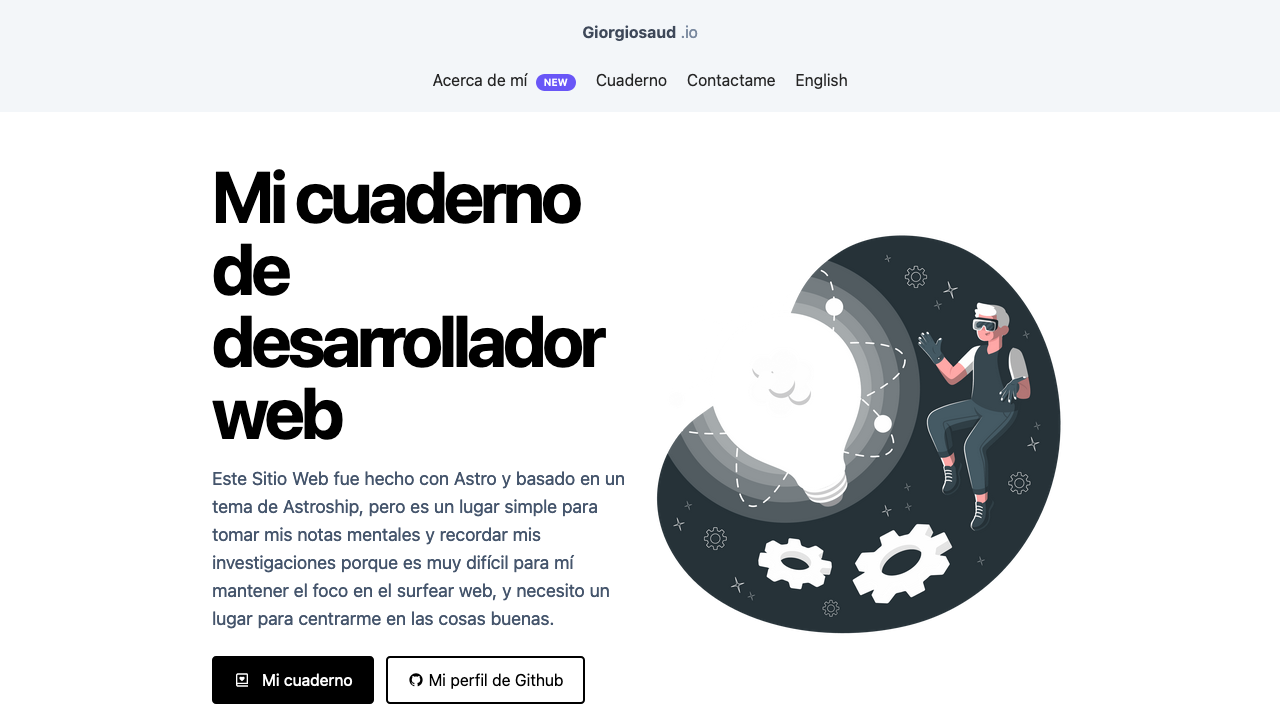 Giorgiosaud .io
Acerca de mí NEW Cuaderno Contactame English
Mi cuaderno
de
desarrollador
web
Este Sitio Web fue hecho con Astro y basado en un
tema de Astroship, pero es un lugar simple para
tomar mis notas mentales y recordar mis
investigaciones porque es muy difícil para mí
mantener el foco en el surfear web, y necesito un
lugar para centrarme en las cosas buenas.
Mi cuaderno Mi perfil de Github